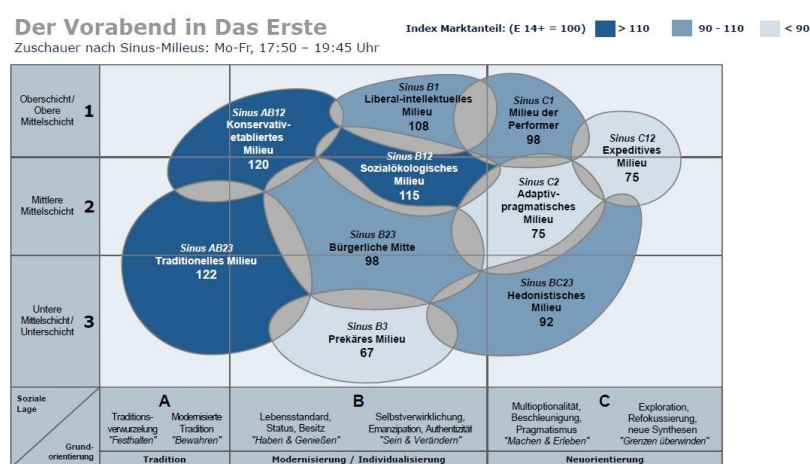 Der Vorabend in Das Erste
Zuschauer nach Sinus-Milieus: Mo-Fr, 17:50 – 19:45 Uhr
Index Marktanteil: (E 14+ = 100)
> 110
90 - 110
< 90
Oberschicht/
Obere
Mittelschicht
1
Mittlere
Mittelschicht
2
Untere
Mittelschicht/
Unterschicht
3
Sinus AB12
Konservativ-
etabliertes
Milieu
120
Sinus B1
Liberal-intellektuelles
Milieu
108
Sinus C1
Milieu der
Performer
98
Sinus C12
Expeditives
Milieu
75
Sinus B12
Sozialökologisches
Milieu
115
Sinus C2
Adaptiv-
pragmatisches
Milieu
75
Sinus AB23
Traditionelles Milieu
122
Sinus B23
Bürgerliche Mitte
98
Sinus BC23
Hedonistisches
Milieu
92
Sinus B3
Prekäres Milieu
67
Soziale
Lage
Grund-
orientierung
A
Traditions-
verwurzelung
"Festhalten"
Modernisierte
Tradition
"Bewahren"
Tradition
B
Lebensstandard,
Status, Besitz
"Haben & Genießen"
Selbstverwirklichung,
Emanzipation, Authentizität
"Sein & Verändern"
Modernisierung / Individualisierung
C
Multioptionalität,
Beschleunigung,
Pragmatismus
"Machen & Erleben"
Exploration,
Refokussierung,
neue Synthesen
"Grenzen überwinden"
Neuorientierung